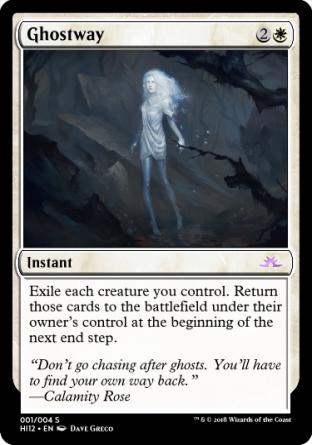 Ghostway 2
Instant
Exile each creature you control. Return
those cards to the battlefield under their
owner's control at the beginning of the
next end step.
"Don't go chasing after ghosts. You'll have
to find your own way back."
—Calamity Rose
001/004 S
HI12 • EN DAVE GRECO
™ & © 2018 Wizards of the Coast